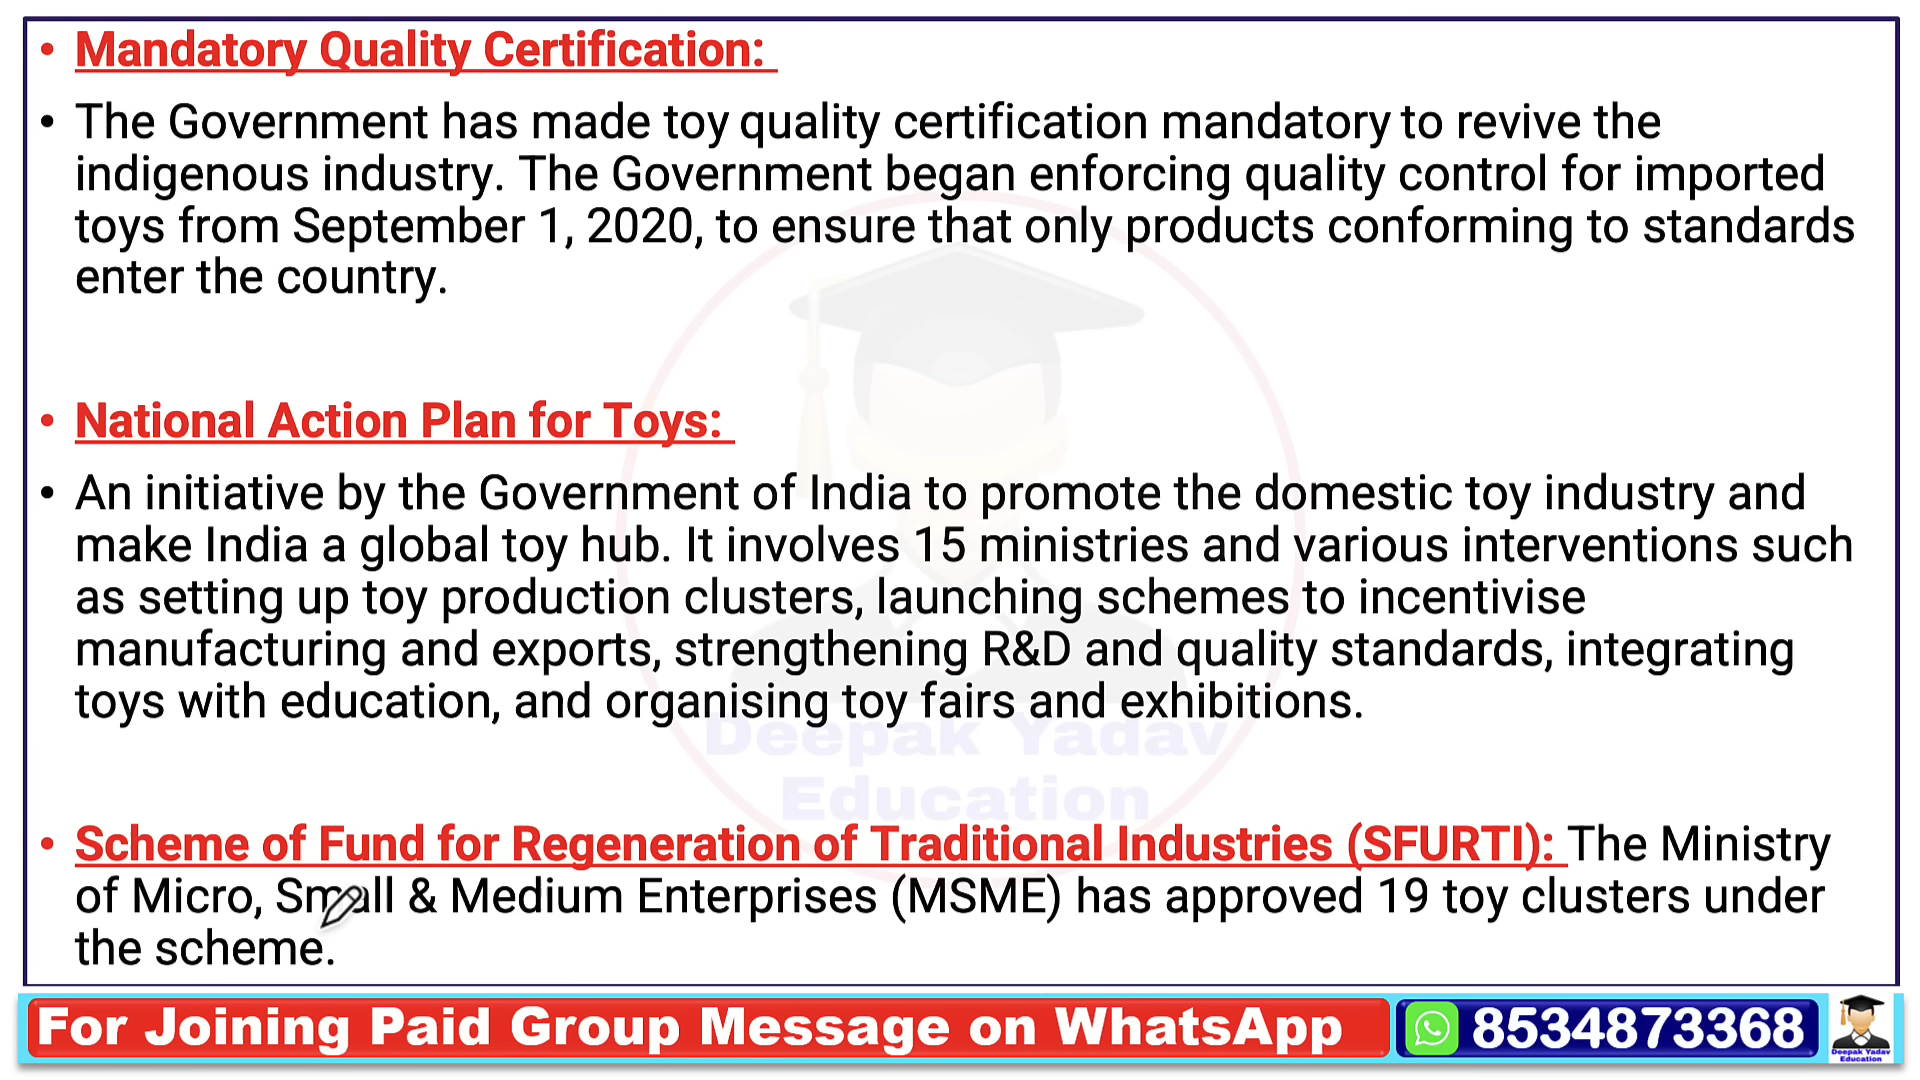 • Mandatory Quality Certification:
• The Government has made toy quality certification mandatory to revive the
indigenous industry. The Government began enforcing quality control for imported
toys from September 1, 2020, to ensure that only products conforming to standards
enter the country.
• National Action Plan for Toys:
• An initiative by the Government of India to promote the domestic toy industry and
make India a global toy hub. It involves 15 ministries and various interventions such
as setting up toy production clusters, launching schemes to incentivise
manufacturing and exports, strengthening R&D and quality standards, integrating
toys with education, and organising toy fairs and exhibitions.
Deepak Yadav
Education
• Scheme of Fund for Regeneration of Traditional Industries (SFURTI): The Ministry
of Micro, Small & Medium Enterprises (MSME) has approved 19 toy clusters under
the scheme.
For Joining Paid Group Message on WhatsApp 8534873368
Deepak Yadav
Education